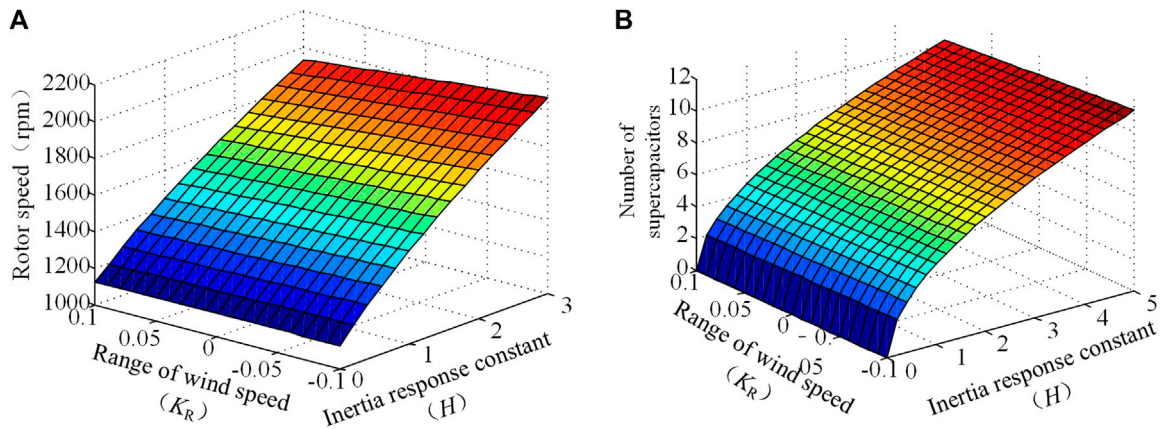 A
Rotor speed（rpm）
2200
2000
1800
1600
1400
1200
1000
0.1
0.05
0
-0.05
-0.1
Range of wind speed
（KR）
0
1
2
3
Inertia response constant
（H）
B
Number of
supercapactors
12
10
8
6
4
2
0
0.1
0.05
0
- 0.
05
-0.1
Range of wind speed
（KR）
0
1
2
3
4
5
Inertia response constant
（H）